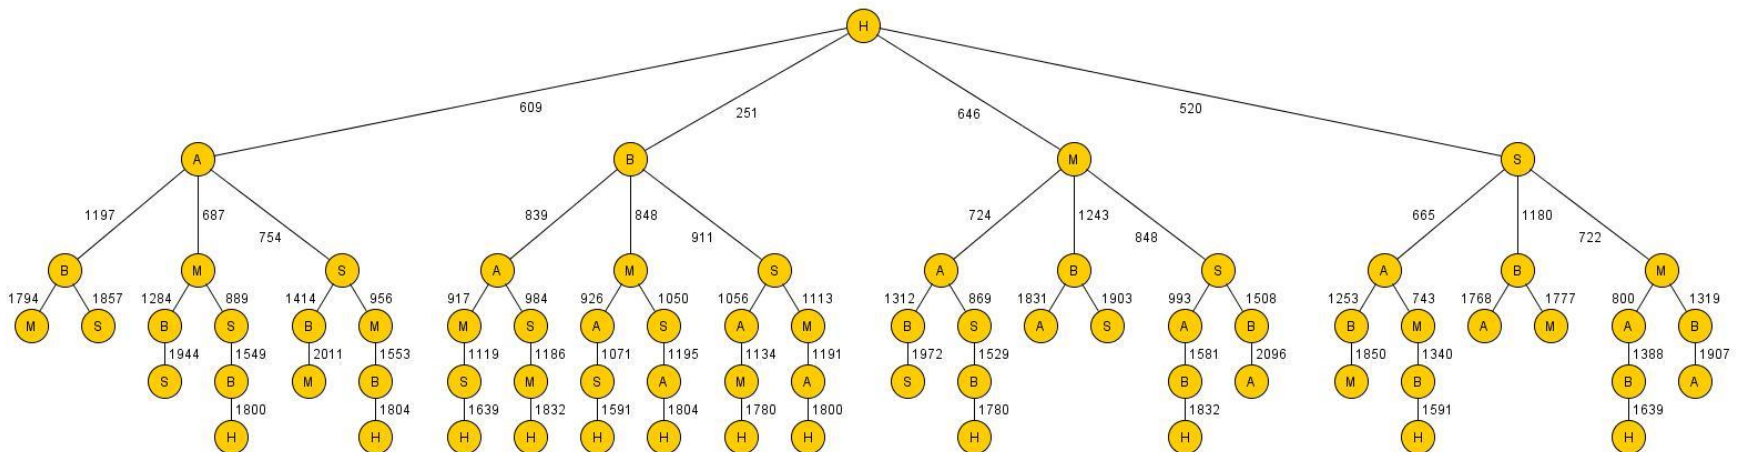 H
609 251 646 520
A B M S
1197 687 754 839 848 911 724 1243 848 665 1180 722
B M S A M S A B S A B M
1794 1857 1284 889 1414 956 917 984 926 1050 1056 1113 1312 869 1831 1903 993 1508 1253 743 1768 1777 800 1319
M S B S B M M S A S A M B S A S A B B M A M A B
1944 1549 2011 1553 1119 1186 1071 1195 1134 1191 1972 1529 1581 2096 1850 1340 1388 1907
S B M B S M S A M A S B B A M B B A
1800 1804 1639 1832 1591 1804 1780 1800 1780 1832 1591 1639
H H H H H H H H H H H H